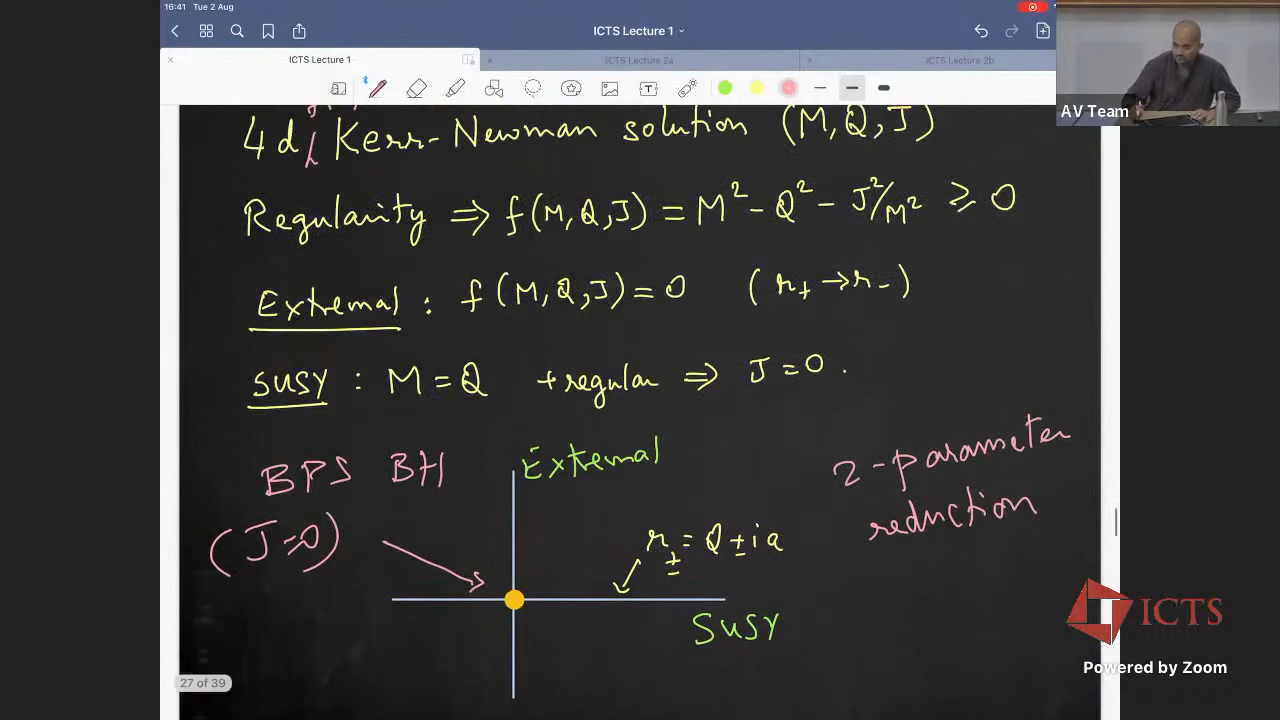 16:41 Tue 2 Aug
ICTS Lecture 1
ICTS Lecture 1
ICTS Lecture 2a
ICTS Lecture 2b
AV Team
4d Kerr-Newman solution (M, Q, J)
Regularity ⟹ f(M, Q, J) = M² - Q² - J²/M² ⩾ 0
Extremal : f(M, Q, J) = 0 (r₊ → r₋)
SUSY : M = Q + regular ⟹ J = 0 .
Extremal
BPS BH
(J = 0)
2-parameter
reduction
r± = Q ± ia
SUSY
ICTS
Powered by Zoom
27 of 39